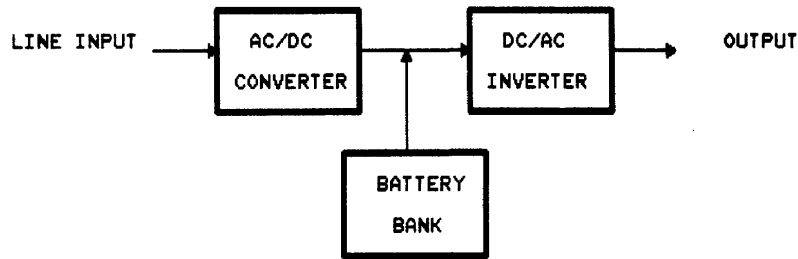 LINE INPUT
AC/DC
CONVERTER
DC/AC
INVERTER
OUTPUT
BATTERY
BANK